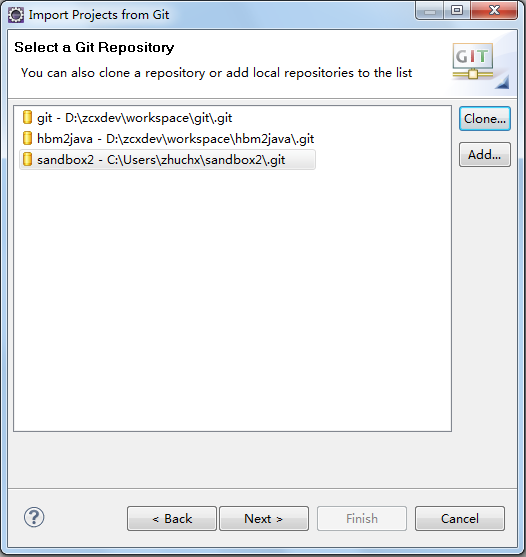 Import Projects from Git
Select a Git Repository
You can also clone a repository or add local repositories to the list
GIT
git - D:\zcxdev\workspace\git\.git
hbm2java - D:\zcxdev\workspace\hbm2java\.git
sandbox2 - C:\Users\zhuchx\sandbox2\.git
Clone...
Add...
?
< Back
Next >
Finish
Cancel